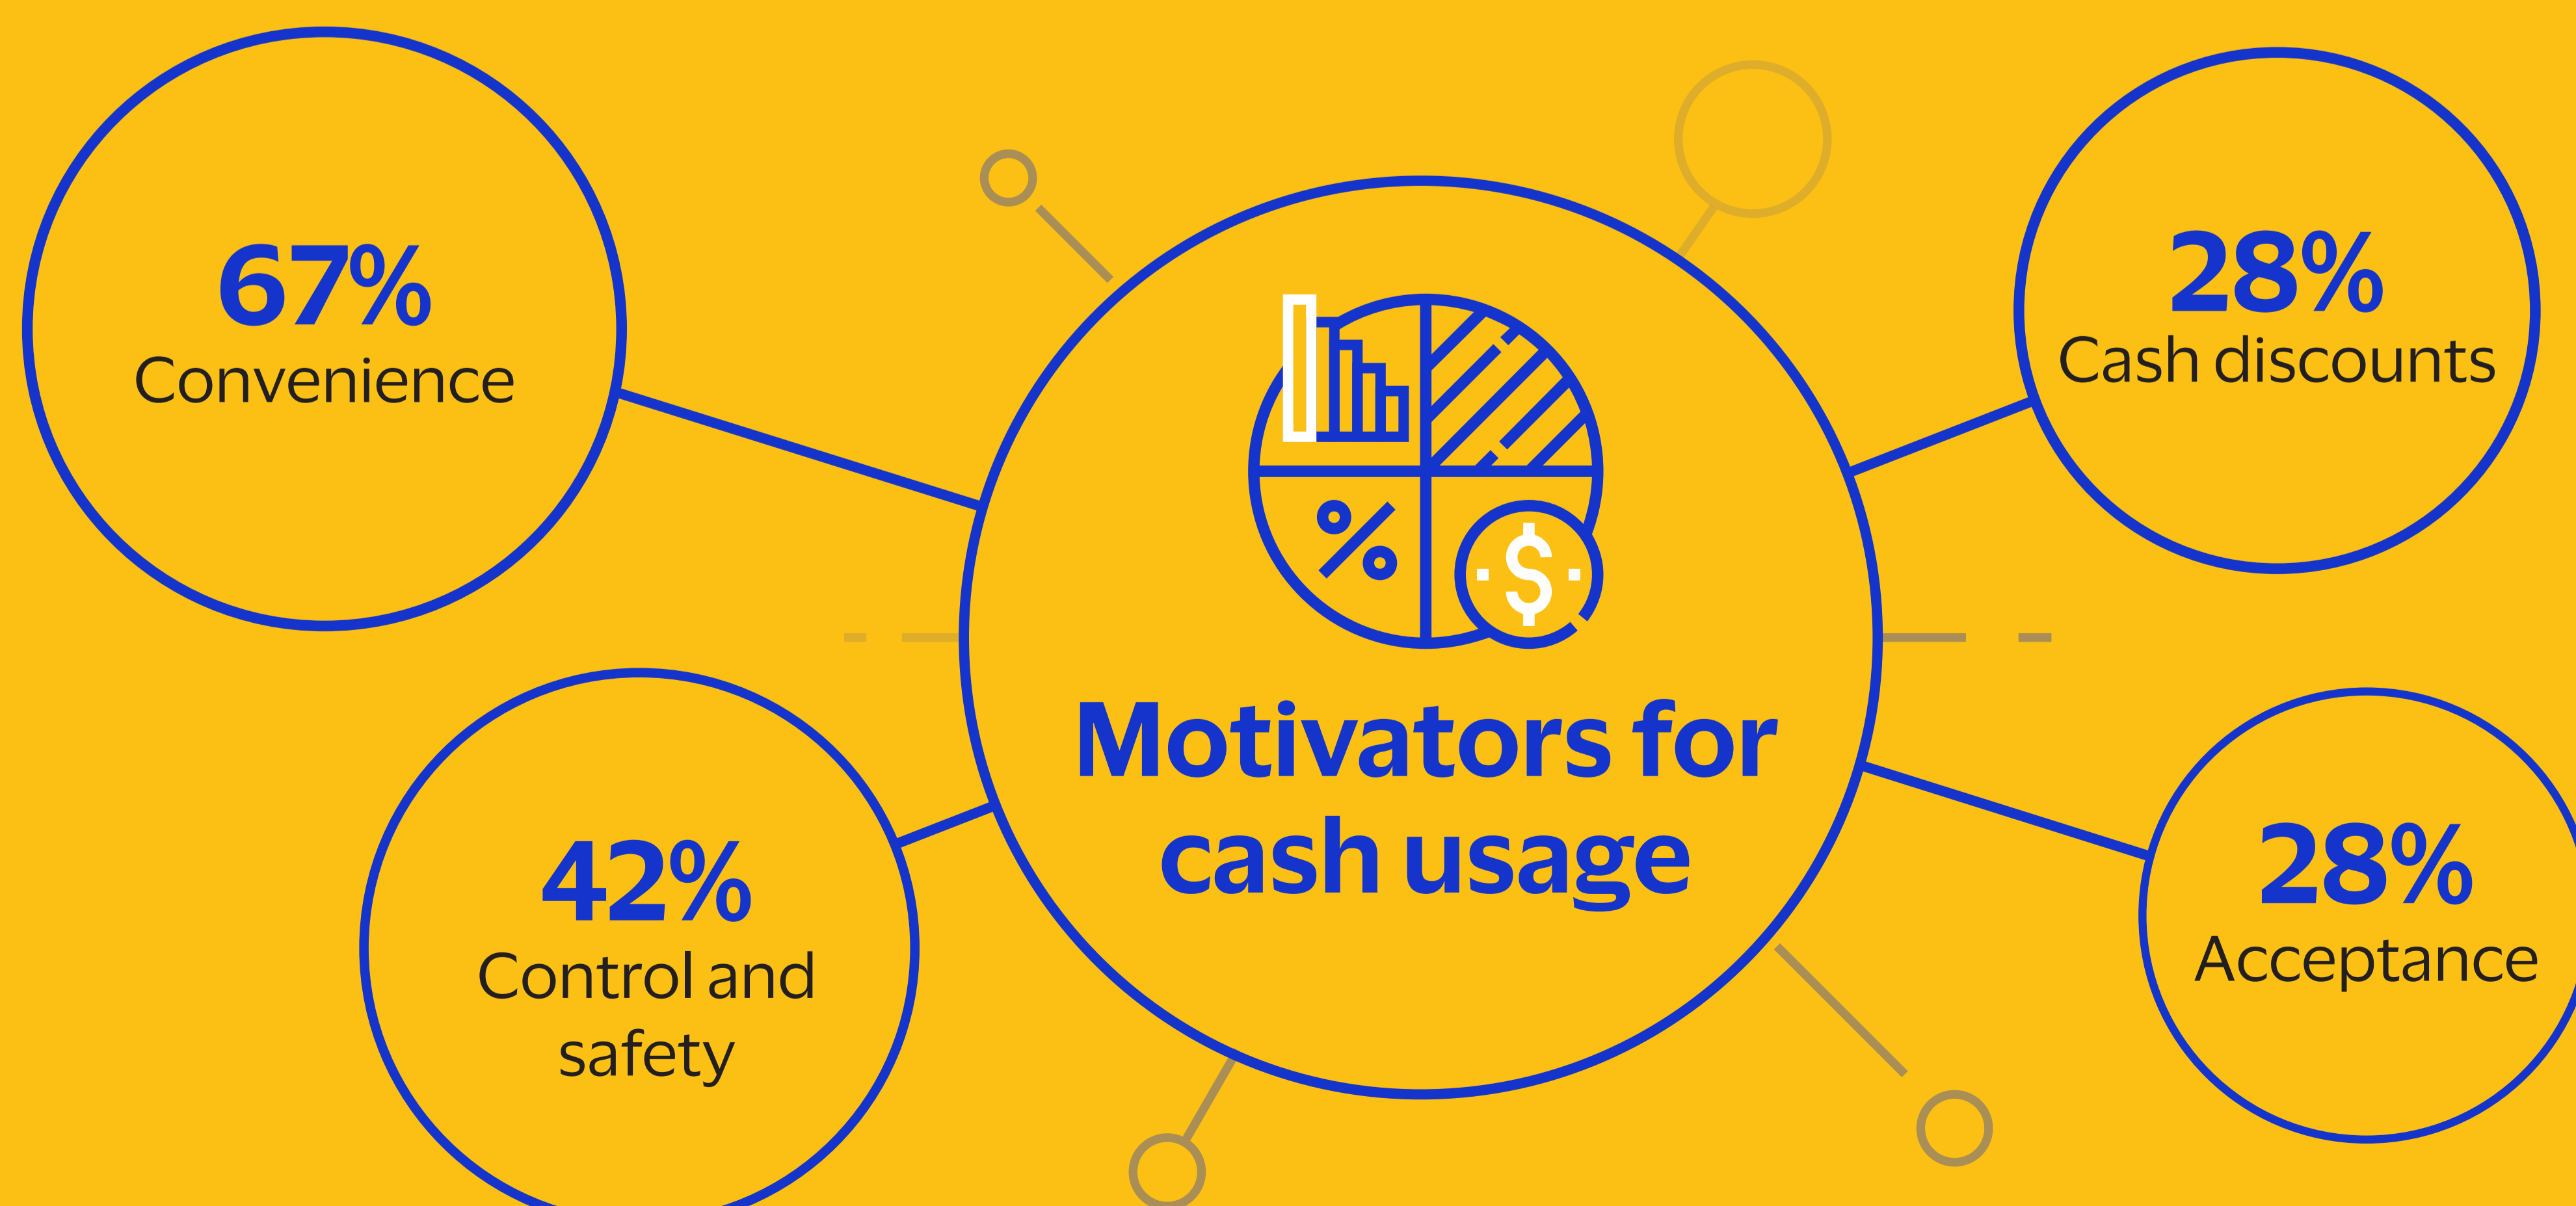 67%
Convenience
28%
Cash discounts
%
$
Motivators for
cash usage
42%
Control and
safety
28%
Acceptance